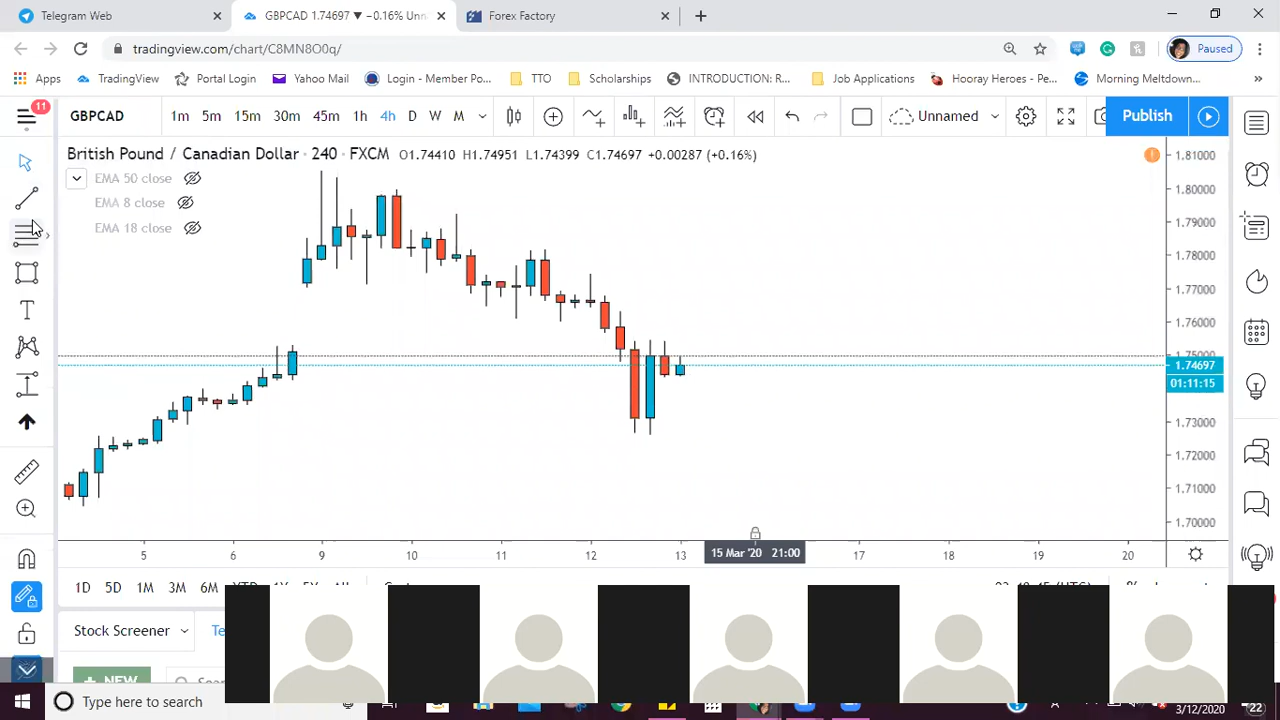 Telegram Web
GBPCAD 1.74697 ▼ −0.16% Unn
Forex Factory
tradingview.com/chart/C8MN8O0q/
Paused
Apps
TradingView
Portal Login
Yahoo Mail
Login - Member Po...
TTO
Scholarships
INTRODUCTION: R...
Job Applications
Hooray Heroes - Pe...
Morning Meltdown...
»
11
GBPCAD
1m 5m 15m 30m 45m 1h 4h D W M
Unnamed
Publish
British Pound / Canadian Dollar · 240 · FXCM O1.74410 H1.74951 L1.74399 C1.74697 +0.00287 (+0.16%)
EMA 50 close
EMA 8 close
EMA 18 close
1.81000
1.80000
1.79000
1.78000
1.77000
1.76000
1.75000
1.74697
01:11:15
1.73000
1.72000
1.71000
1.70000
5 6 9 10 11 12 13 15 Mar '20 21:00 17 18 19 20
1D 5D 1M 3M 6M
Stock Screener
NEW
Type here to search
3/12/2020
22